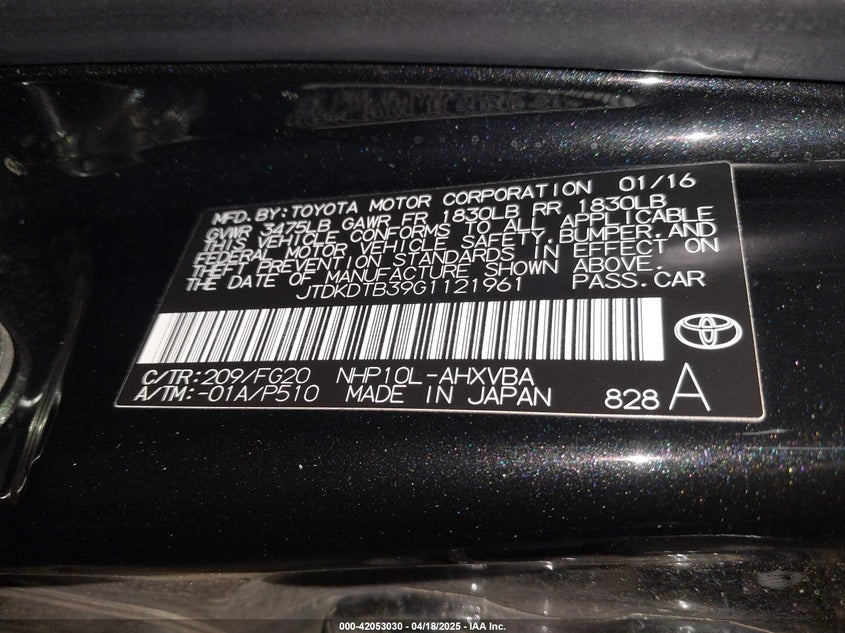 MFD. BY: TOYOTA MOTOR CORPORATION 01/16
GVWR 3475LB GAWR FR 1830LB RR 1830LB
THIS VEHICLE CONFORMS TO ALL APPLICABLE
FEDERAL MOTOR VEHICLE SAFETY, BUMPER, AND
THEFT PREVENTION STANDARDS IN EFFECT ON
THE DATE OF MANUFACTURE SHOWN ABOVE.
JTDKDTB39G1121961 PASS. CAR
C/TR: 209/FG20 NHP10L-AHXVBA
A/TM: -01A/P510 MADE IN JAPAN 828 A
000-42053030 - 04/18/2025 - IAA Inc.